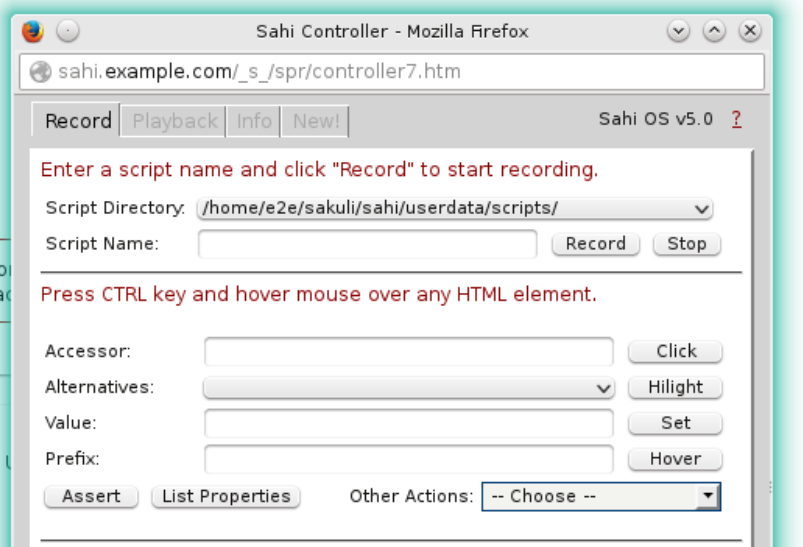 Sahi Controller - Mozilla Firefox
sahi.example.com/_s_/spr/controller7.htm
Record Playback Info New! Sahi OS v5.0 ?
Enter a script name and click "Record" to start recording.
Script Directory: /home/e2e/sakuli/sahi/userdata/scripts/
Script Name: Record Stop
Press CTRL key and hover mouse over any HTML element.
Accessor: Click
Alternatives: Hilight
Value: Set
Prefix: Hover
Assert List Properties Other Actions: -- Choose --